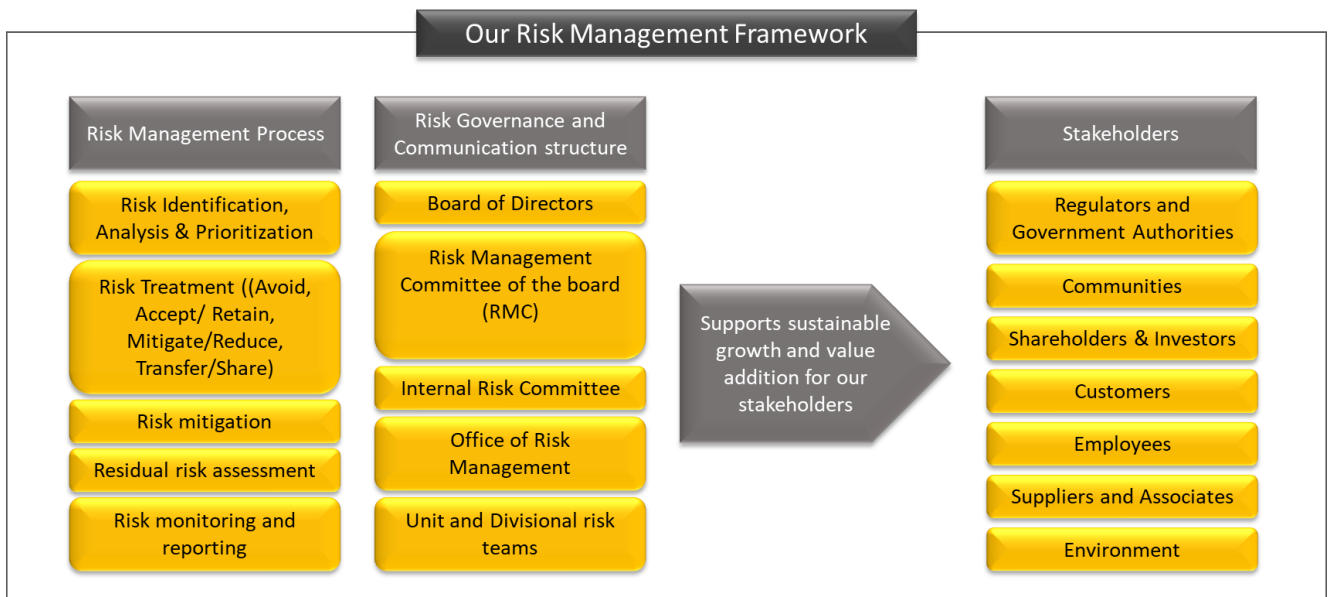 Our Risk Management Framework
Risk Management Process
Risk Identification,
Analysis & Prioritization
Risk Treatment ((Avoid,
Accept/ Retain,
Mitigate/Reduce,
Transfer/Share)
Risk mitigation
Residual risk assessment
Risk monitoring and
reporting
Risk Governance and
Communication structure
Board of Directors
Risk Management
Committee of the board
(RMC)
Internal Risk Committee
Office of Risk
Management
Unit and Divisional risk
teams
Supports sustainable
growth and value
addition for our
stakeholders
Stakeholders
Regulators and
Government Authorities
Communities
Shareholders & Investors
Customers
Employees
Suppliers and Associates
Environment